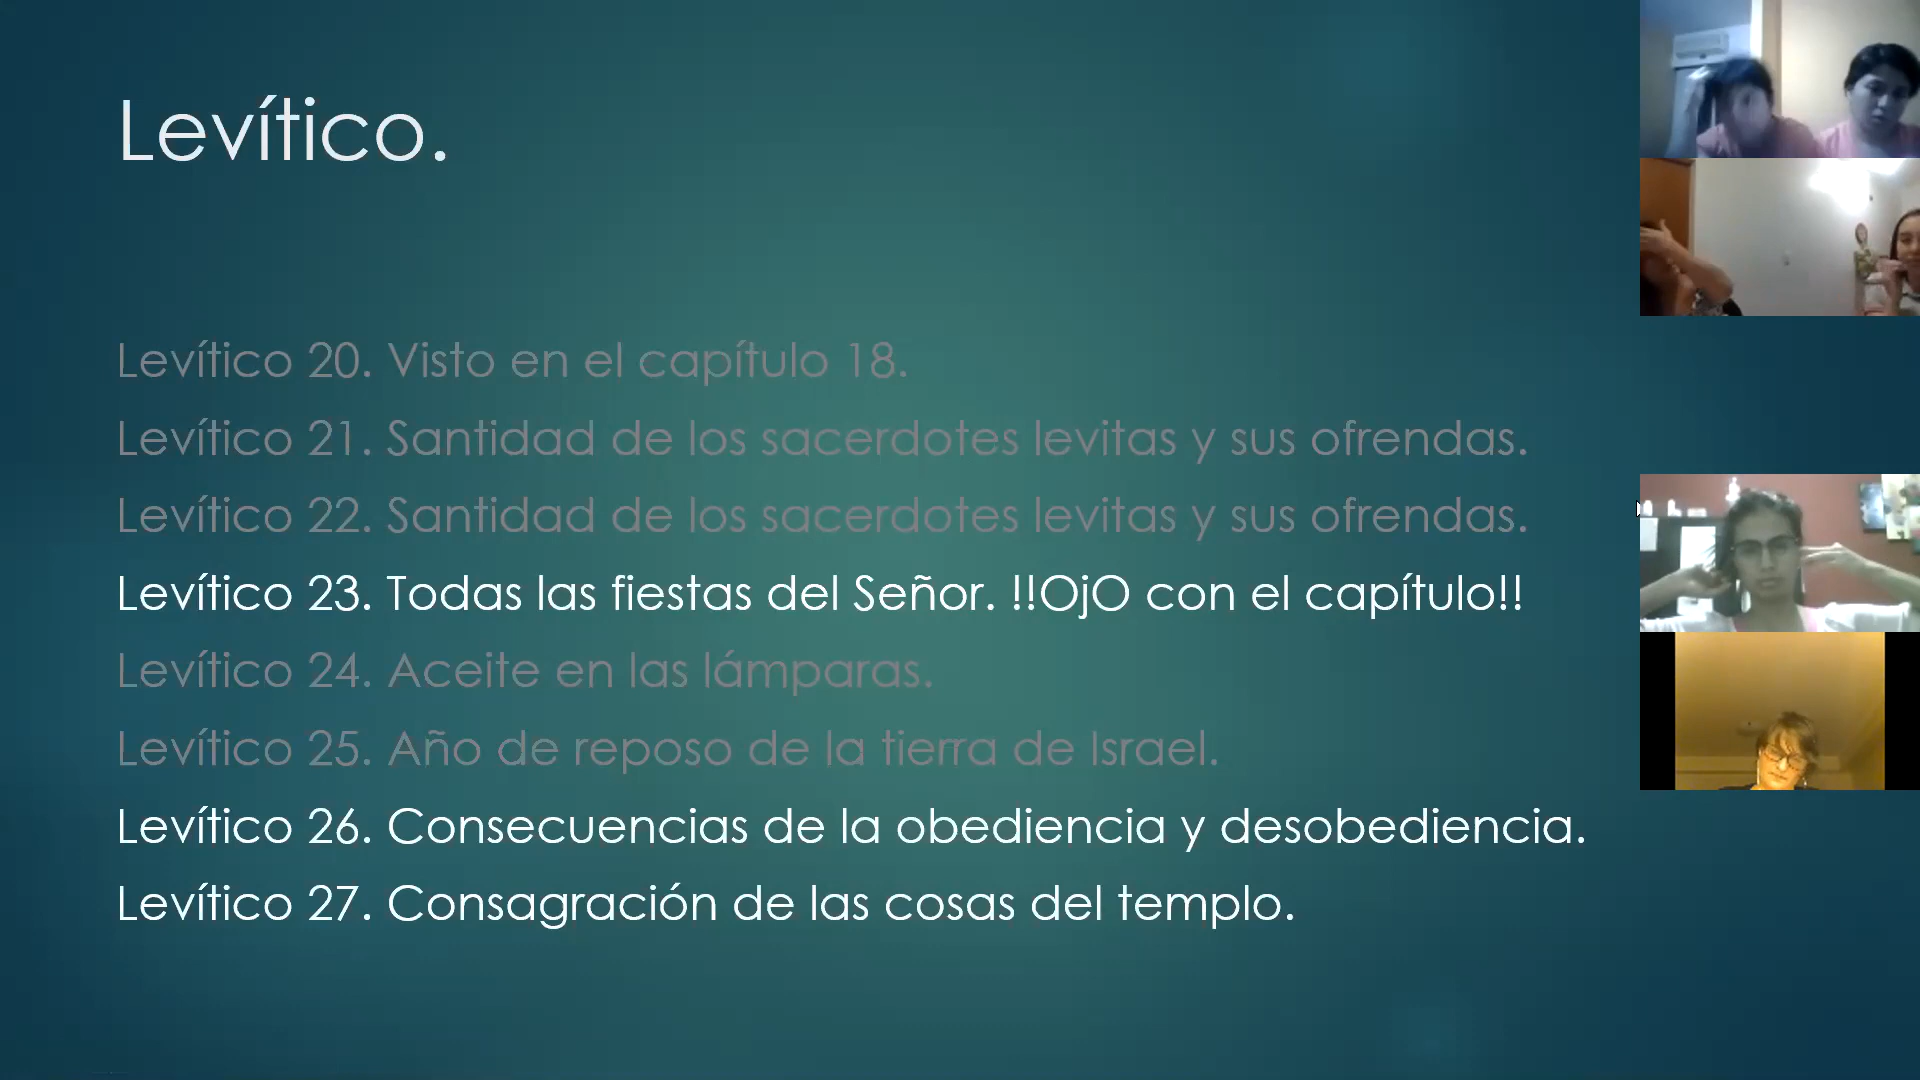 Levítico.
Levítico 20. Visto en el capítulo 18.
Levítico 21. Santidad de los sacerdotes levitas y sus ofrendas.
Levítico 22. Santidad de los sacerdotes levitas y sus ofrendas.
Levítico 23. Todas las fiestas del Señor. !!OjO con el capítulo!!
Levítico 24. Aceite en las lámparas.
Levítico 25. Año de reposo de la tierra de Israel.
Levítico 26. Consecuencias de la obediencia y desobediencia.
Levítico 27. Consagración de las cosas del templo.